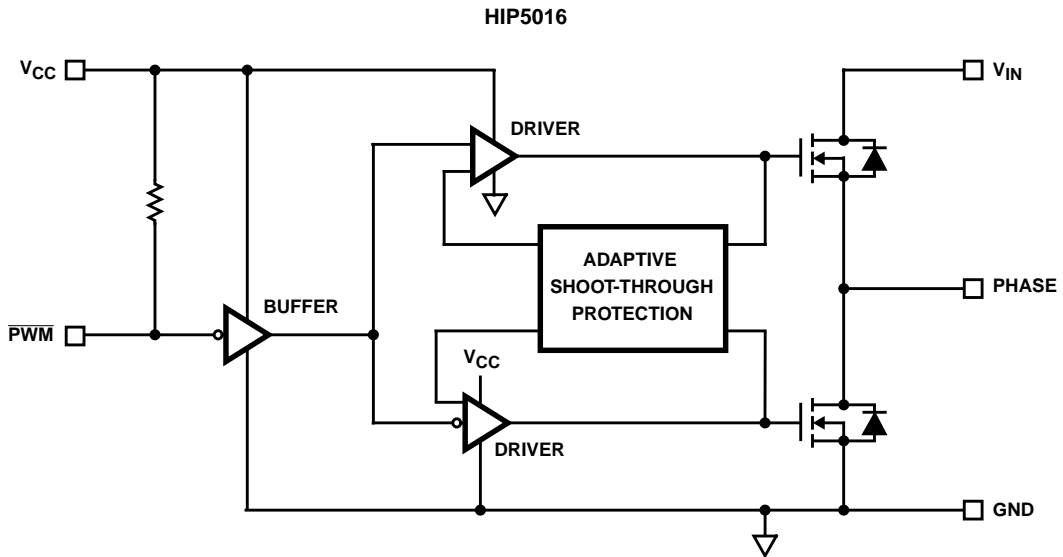 HIP5016
VCC
VIN
DRIVER
ADAPTIVE
SHOOT-THROUGH
PROTECTION
PHASE
BUFFER
PWM
VCC
DRIVER
GND